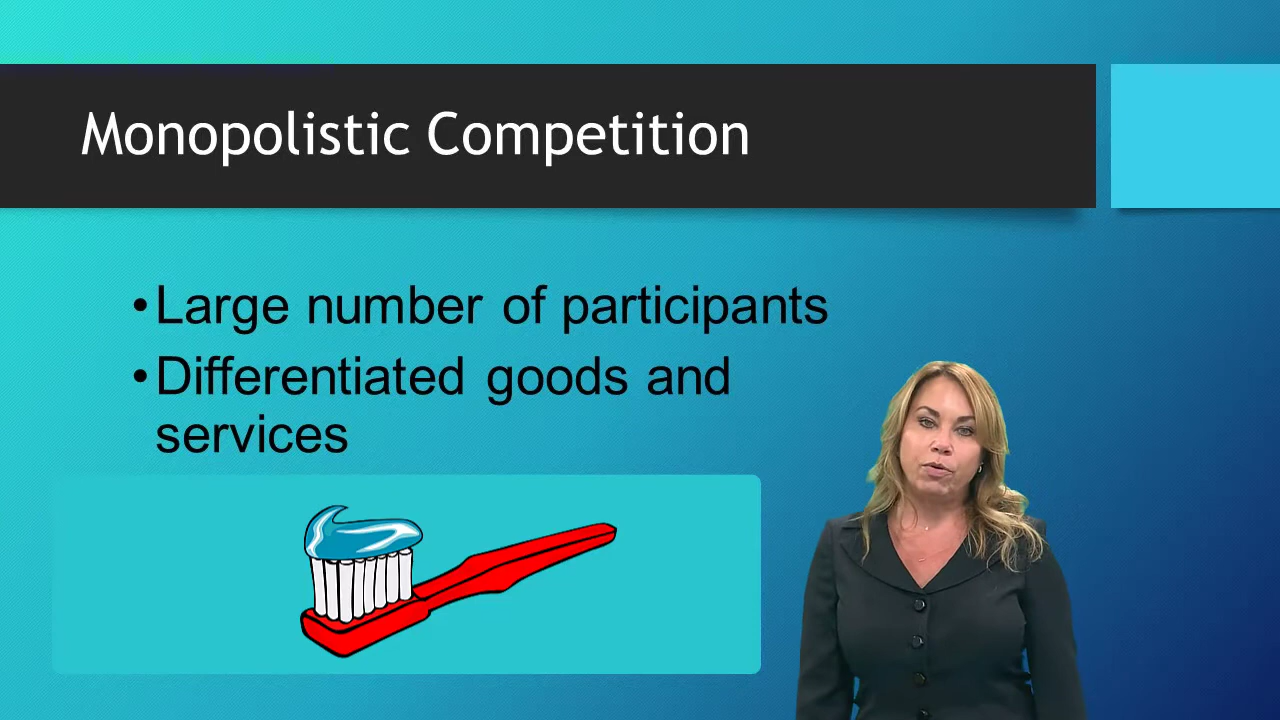 Monopolistic Competition
•Large number of participants
•Differentiated goods and
services